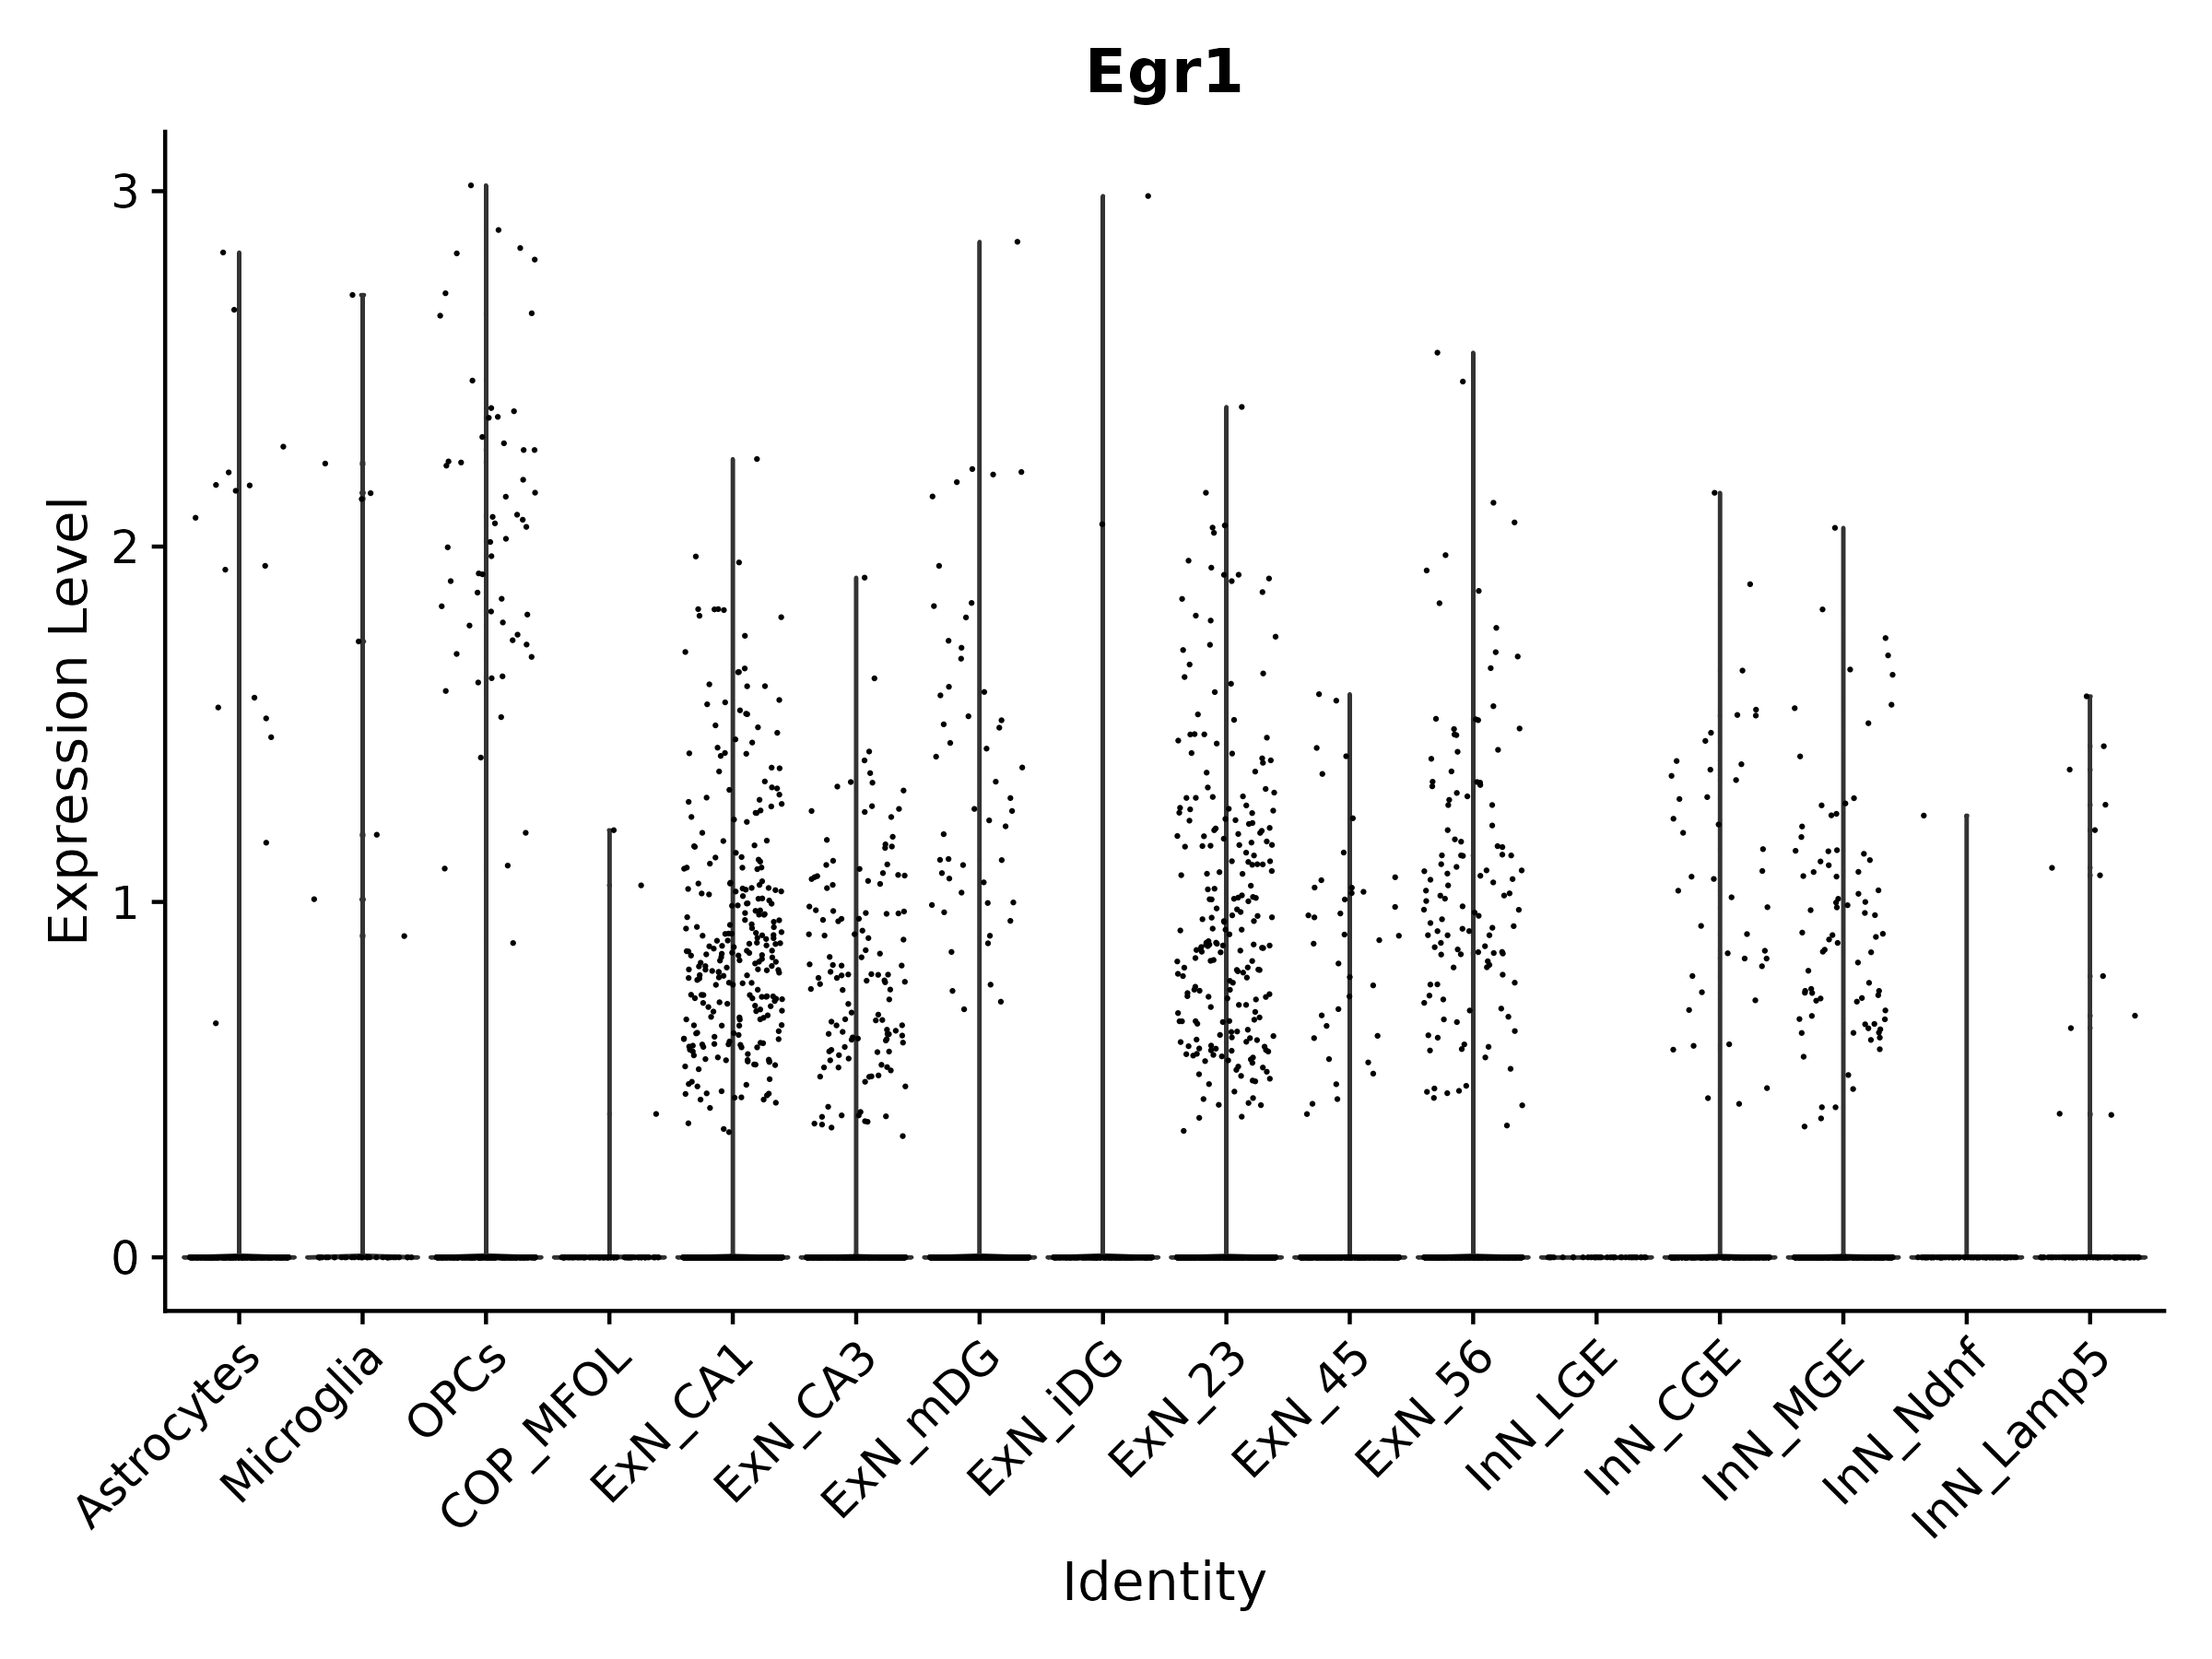 Egr1
Expression Level
3
2
1
0
Astrocytes
Microglia
OPCs
COP_MFOL
ExN_CA1
ExN_CA3
ExN_mDG
ExN_iDG
ExN_23
ExN_45
ExN_56
InN_LGE
InN_CGE
InN_MGE
InN_Ndnf
InN_Lamp5
Identity